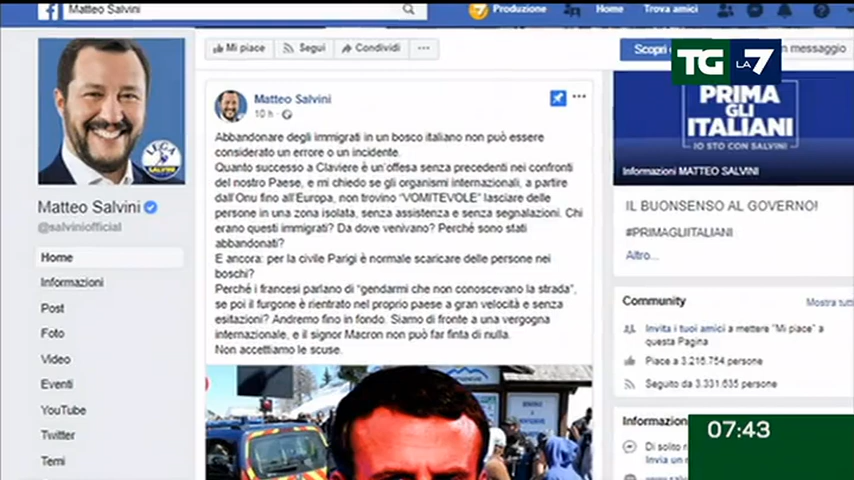 Matteo Salvini
Produzione
Home
Trova amici
Mi piace
Segui
Condividi
Scopri
un messaggio
TG LA 7
LEGA
SALVINI
Matteo Salvini
10 h
PRIMA
GLI
ITALIANI
IO STO CON SALVINI
Informazioni MATTEO SALVINI
Abbandonare degli immigrati in un bosco italiano non può essere
considerato un errore o un incidente.
Quanto successo a Claviere è un'offesa senza precedenti nei confronti
del nostro Paese, e mi chiedo se gli organismi internazionali, a partire
dall'Onu fino all'Europa, non trovino "VOMITEVOLE" lasciare delle
persone in una zona isolata, senza assistenza e senza segnalazioni. Chi
erano questi immigrati? Da dove venivano? Perché sono stati
abbandonati?
E ancora: per la civile Parigi è normale scaricare delle persone nei
boschi?
Perché i francesi parlano di "gendarmi che non conoscevano la strada",
se poi il furgone è rientrato nel proprio paese a gran velocità e senza
esitazioni? Andremo fino in fondo. Siamo di fronte a una vergogna
internazionale, e il signor Macron non può far finta di nulla.
Non accettiamo le scuse.
Matteo Salvini
@salviniofficial
Home
Informazioni
Post
Foto
Video
Eventi
YouTube
Twitter
Temi
IL BUONSENSO AL GOVERNO!
#PRIMAGLIITALIANI
Altro...
Community
Mostra tutti
Invita i tuoi amici a mettere "Mi piace" a
questa Pagina
Piace a 3.216.754 persone
Seguito da 3.331.635 persone
Informazioni
Di solito
Invia un
www.sal
07:43